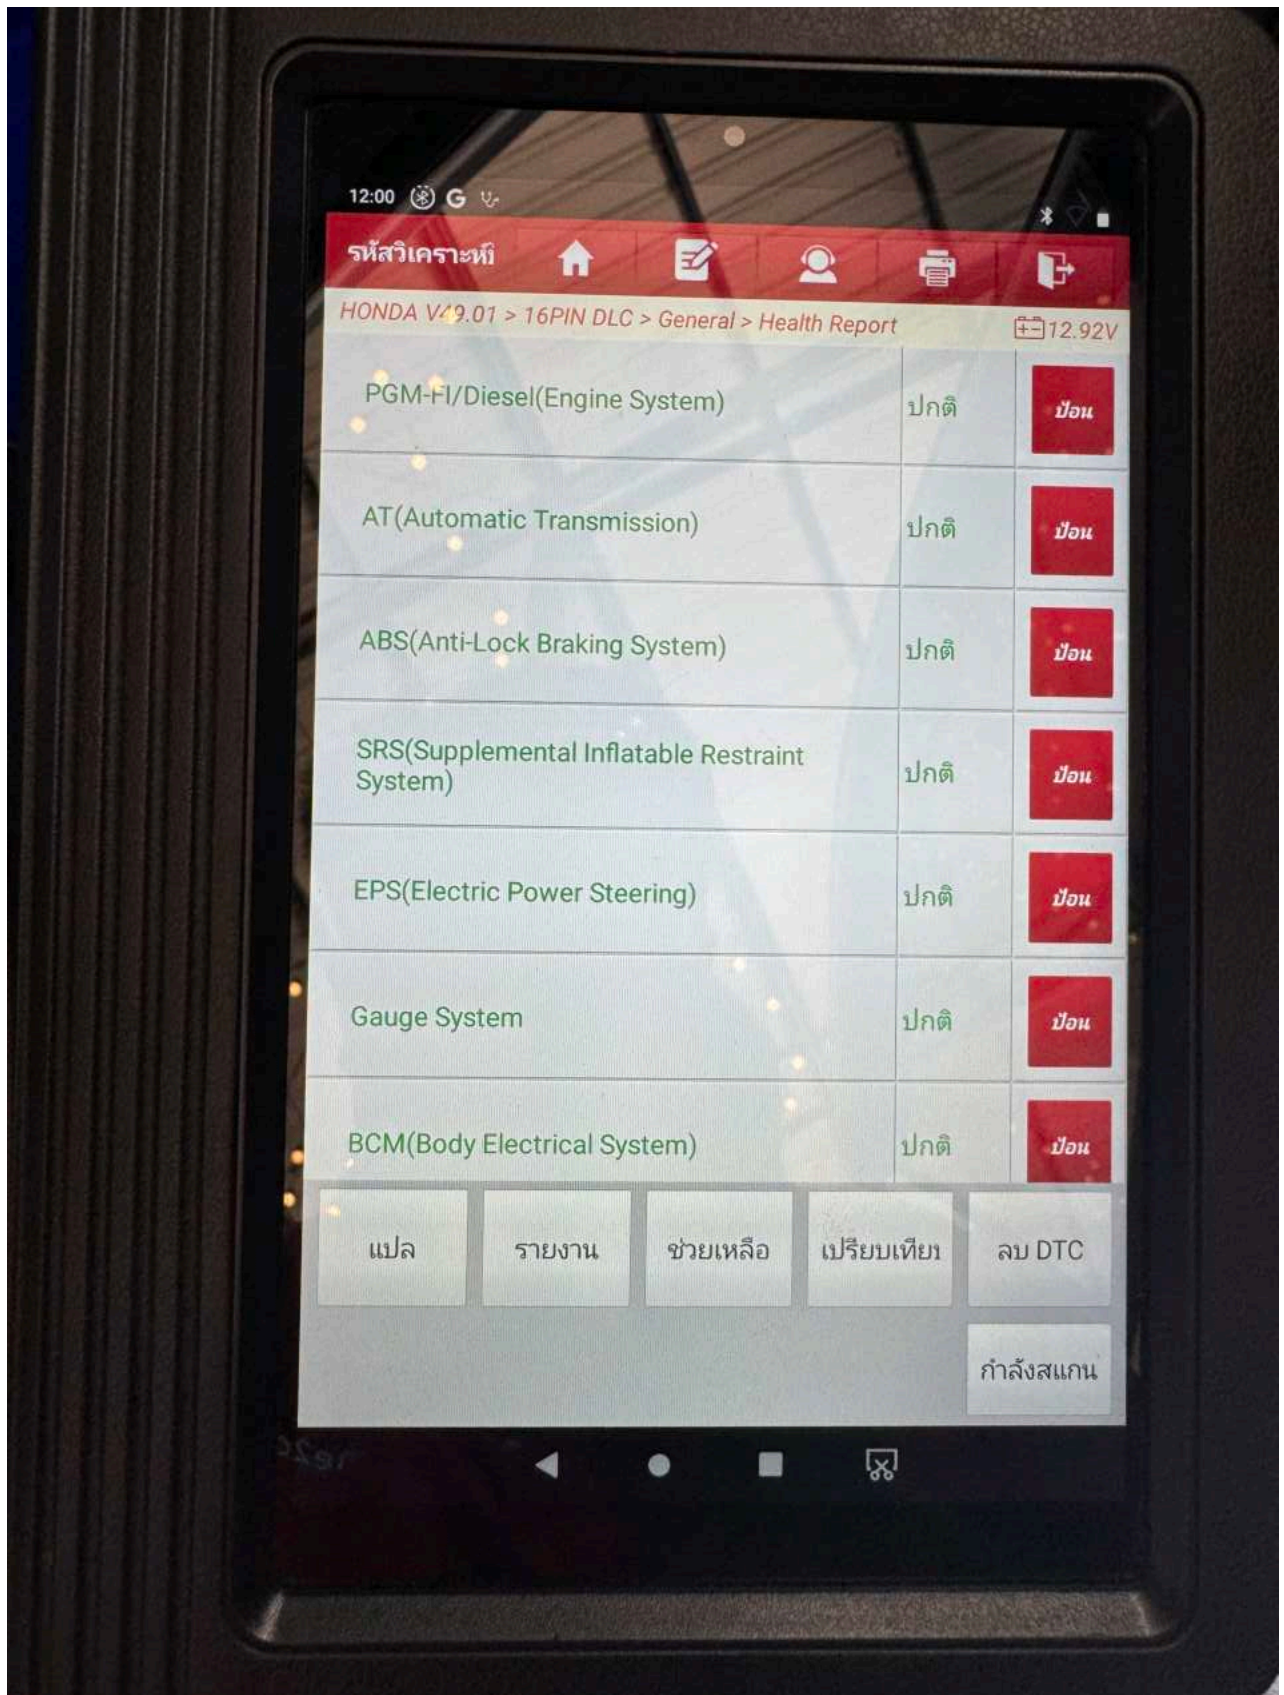 12:00
รหัสวิเคราะห์
HONDA V49.01 > 16PIN DLC > General > Health Report
12.92V
PGM-FI/Diesel(Engine System) ปกติ ป้อน
AT(Automatic Transmission) ปกติ ป้อน
ABS(Anti-Lock Braking System) ปกติ ป้อน
SRS(Supplemental Inflatable Restraint
System) ปกติ ป้อน
EPS(Electric Power Steering) ปกติ ป้อน
Gauge System ปกติ ป้อน
BCM(Body Electrical System) ปกติ ป้อน
แปล รายงาน ช่วยเหลือ เปรียบเทียบ ลบ DTC
กำลังสแกน